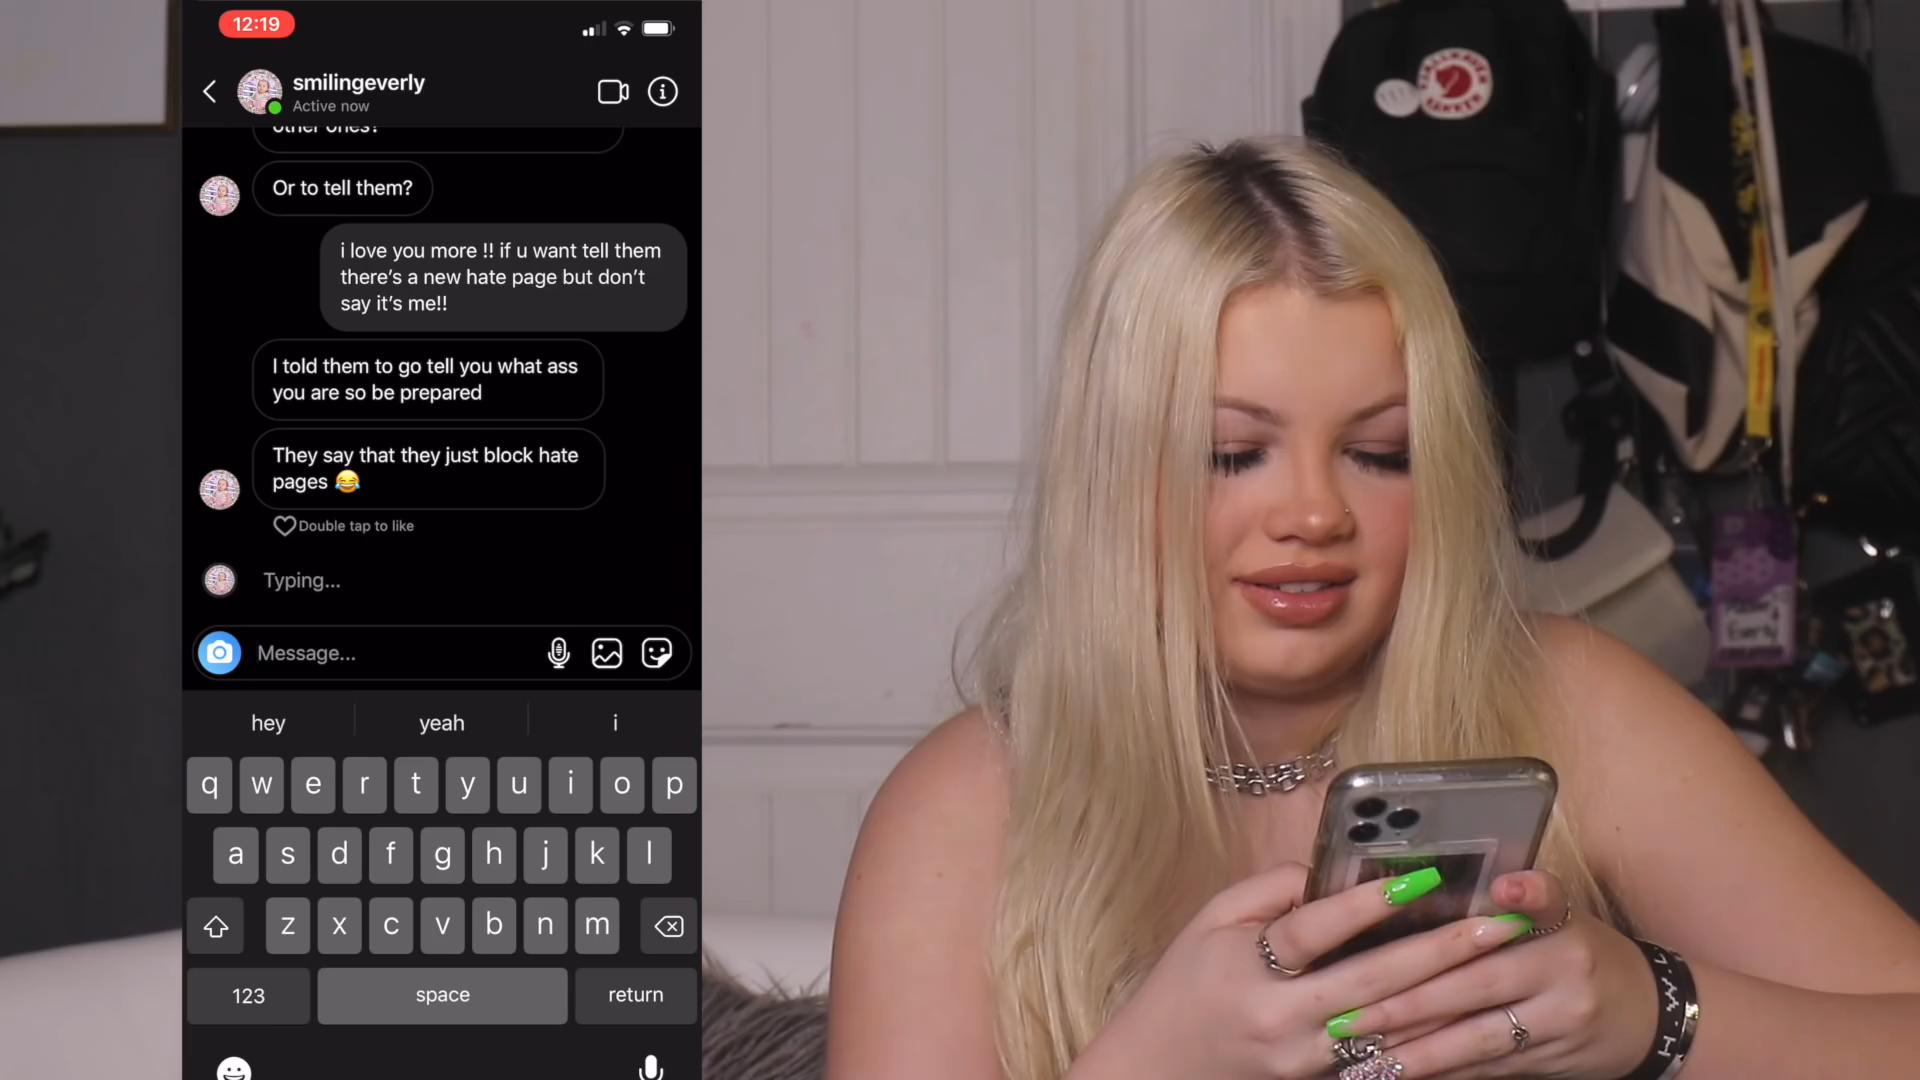 12:19
smilingeverly
Active now
other ones?
Or to tell them?
i love you more !! if u want tell them
there's a new hate page but don't
say it's me!!
I told them to go tell you what ass
you are so be prepared
They say that they just block hate
pages 😂
Double tap to like
Typing...
Message...
hey yeah i
q w e r t y u i o p
a s d f g h j k l
z x c v b n m
123 space return
Everly